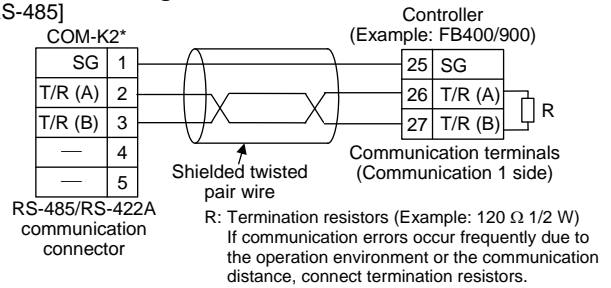 S-485]
COM-K2*
SG 1
T/R (A) 2
T/R (B) 3
— 4
— 5
RS-485/RS-422A
communication
connector
Shielded twisted
pair wire
Controller
(Example: FB400/900)
25 SG
26 T/R (A)
27 T/R (B)
R
Communication terminals
(Communication 1 side)
R: Termination resistors (Example: 120 Ω 1/2 W)
If communication errors occur frequently due to
the operation environment or the communication
distance, connect termination resistors.